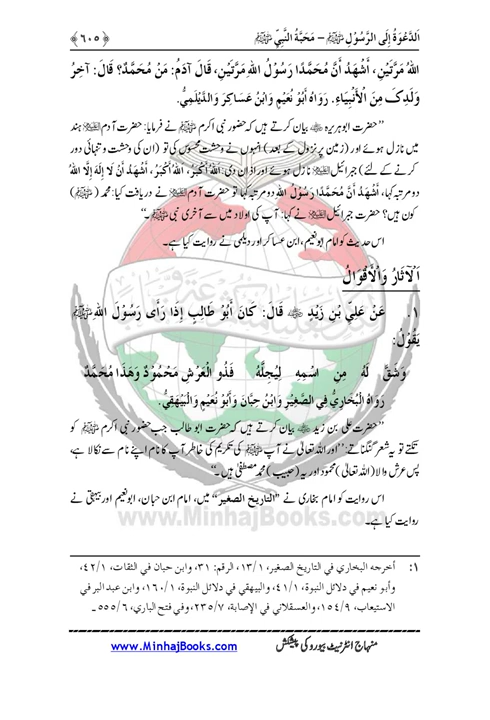 اَلدَّعْوَةُ إِلَی الرَّسُوْلِ ﷺ – مَحَبَّةُ النَّبِيِّ ﷺ ﴿ ٦٠٥ ﴾
اللهُ مَرَّتَيْنِ، أَشْهَدُ أَنَّ مُحَمَّدًا رَسُوْلُ اللهِ مَرَّتَيْنِ، قَالَ آدَمُ: مَنْ مُحَمَّدٌ؟ قَالَ: آخِرُ
وَلَدِکَ مِنَ الْأَنْبِيَاءِ. رَوَاهُ أَبُوْ نُعَيْمٍ وَابْنُ عَسَاکِرَ وَالدَّيْلَمِيُّ.
’’حضرت ابوہریرہ ؓ بیان کرتے ہیں کہ حضور نبی اکرم ﷺ نے فرمایا: حضرت آدم علیہ السلام ہند
میں نازل ہوئے اور (زمین پر نزول کے بعد) انہوں نے وحشت محسوس کی تو (ان کی وحشت و تنہائی دور
کرنے کے لئے) جبرائیل علیہ السلام نازل ہوئے اور اذان دی: اَللهُ اَکْبَرُ، اَللهُ اَکْبَرُ، أَشْهَدُ أَنْ لَا إِلَهَ إِلَّا اللهُ
دو مرتبہ کہا، أَشْهَدُ أَنَّ مُحَمَّدًا رَسُوْلُ اللهِ دو مرتبہ کہا تو حضرت آدم علیہ السلام نے دریافت کیا: محمد (ﷺ)
کون ہیں؟ حضرت جبرائیل علیہ السلام نے کہا: آپ کی اولاد میں سے آخری نبی ﷺ۔‘‘
اس حدیث کو امام ابونعیم، ابن عساکر اور دیلمی نے روایت کیا ہے۔
اَلْآثَارُ وَالْأَقْوَالُ
١. عَنْ عَلِيِّ بْنِ زَيْدٍ ؓ قَالَ: کَانَ أَبُوْ طَالِبٍ إِذَا رَأَی رَسُوْلَ اللهِ ﷺ
يَقُوْلُ:
وَشَقَّ لَهُ مِنِ اسْمِهِ لِيُجِلَّهُ فَذُو الْعَرْشِ مَحْمُوْدٌ وَهَذَا مُحَمَّدٌ
رَوَاهُ الْبُخَارِيُّ فِي الصَّغِيْرِ وَابْنُ حِبَّانَ وَأَبُوْ نُعَيْمٍ وَالْبَيْهَقِيُّ.
’’حضرت علی بن زید ؓ بیان کرتے ہیں کہ حضرت ابو طالب جب حضور نبی اکرم ﷺ کو
تکتے تو یہ شعر گنگناتے: ’’اور اللہ تعالیٰ نے آپ ﷺ کی تکریم کی خاطر آپ کا نام اپنے نام سے نکالا ہے،
پس عرش والا (اللہ تعالیٰ) محمود اور یہ (حبیب) محمد مصطفیٰ ہیں۔‘‘
اس روایت کو امام بخاری نے ’’التاریخ الصغیر‘‘ میں، امام ابن حبان، ابونعیم اور بیہقی نے
روایت کیا ہے۔
www.MinhajBooks.com
١: أخرجه البخاري في التاريخ الصغير، ١/١٣، الرقم: ٣١، وابن حبان في الثقات، ١/٤٢،
وأبو نعيم في دلائل النبوة، ١/٤١، والبيهقي في دلائل النبوة، ١/١٦٠، وابن عبد البر في
الاستيعاب، ٩/١٥٤، والعسقلاني في الإصابة، ٧/٢٣٥، وفي فتح الباري، ٦/٥٥٥۔
منہاج انٹرنیٹ بیورو کی پیشکش www.MinhajBooks.com